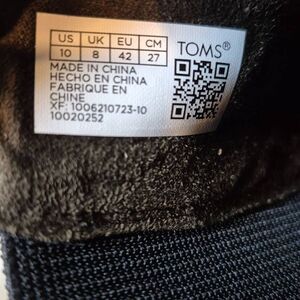 US UK EU CM TOMS®
10 8 42 27
MADE IN CHINA
HECHO EN CHINA
FABRIQUE EN
CHINE
XF: 1006210723-10
10020252